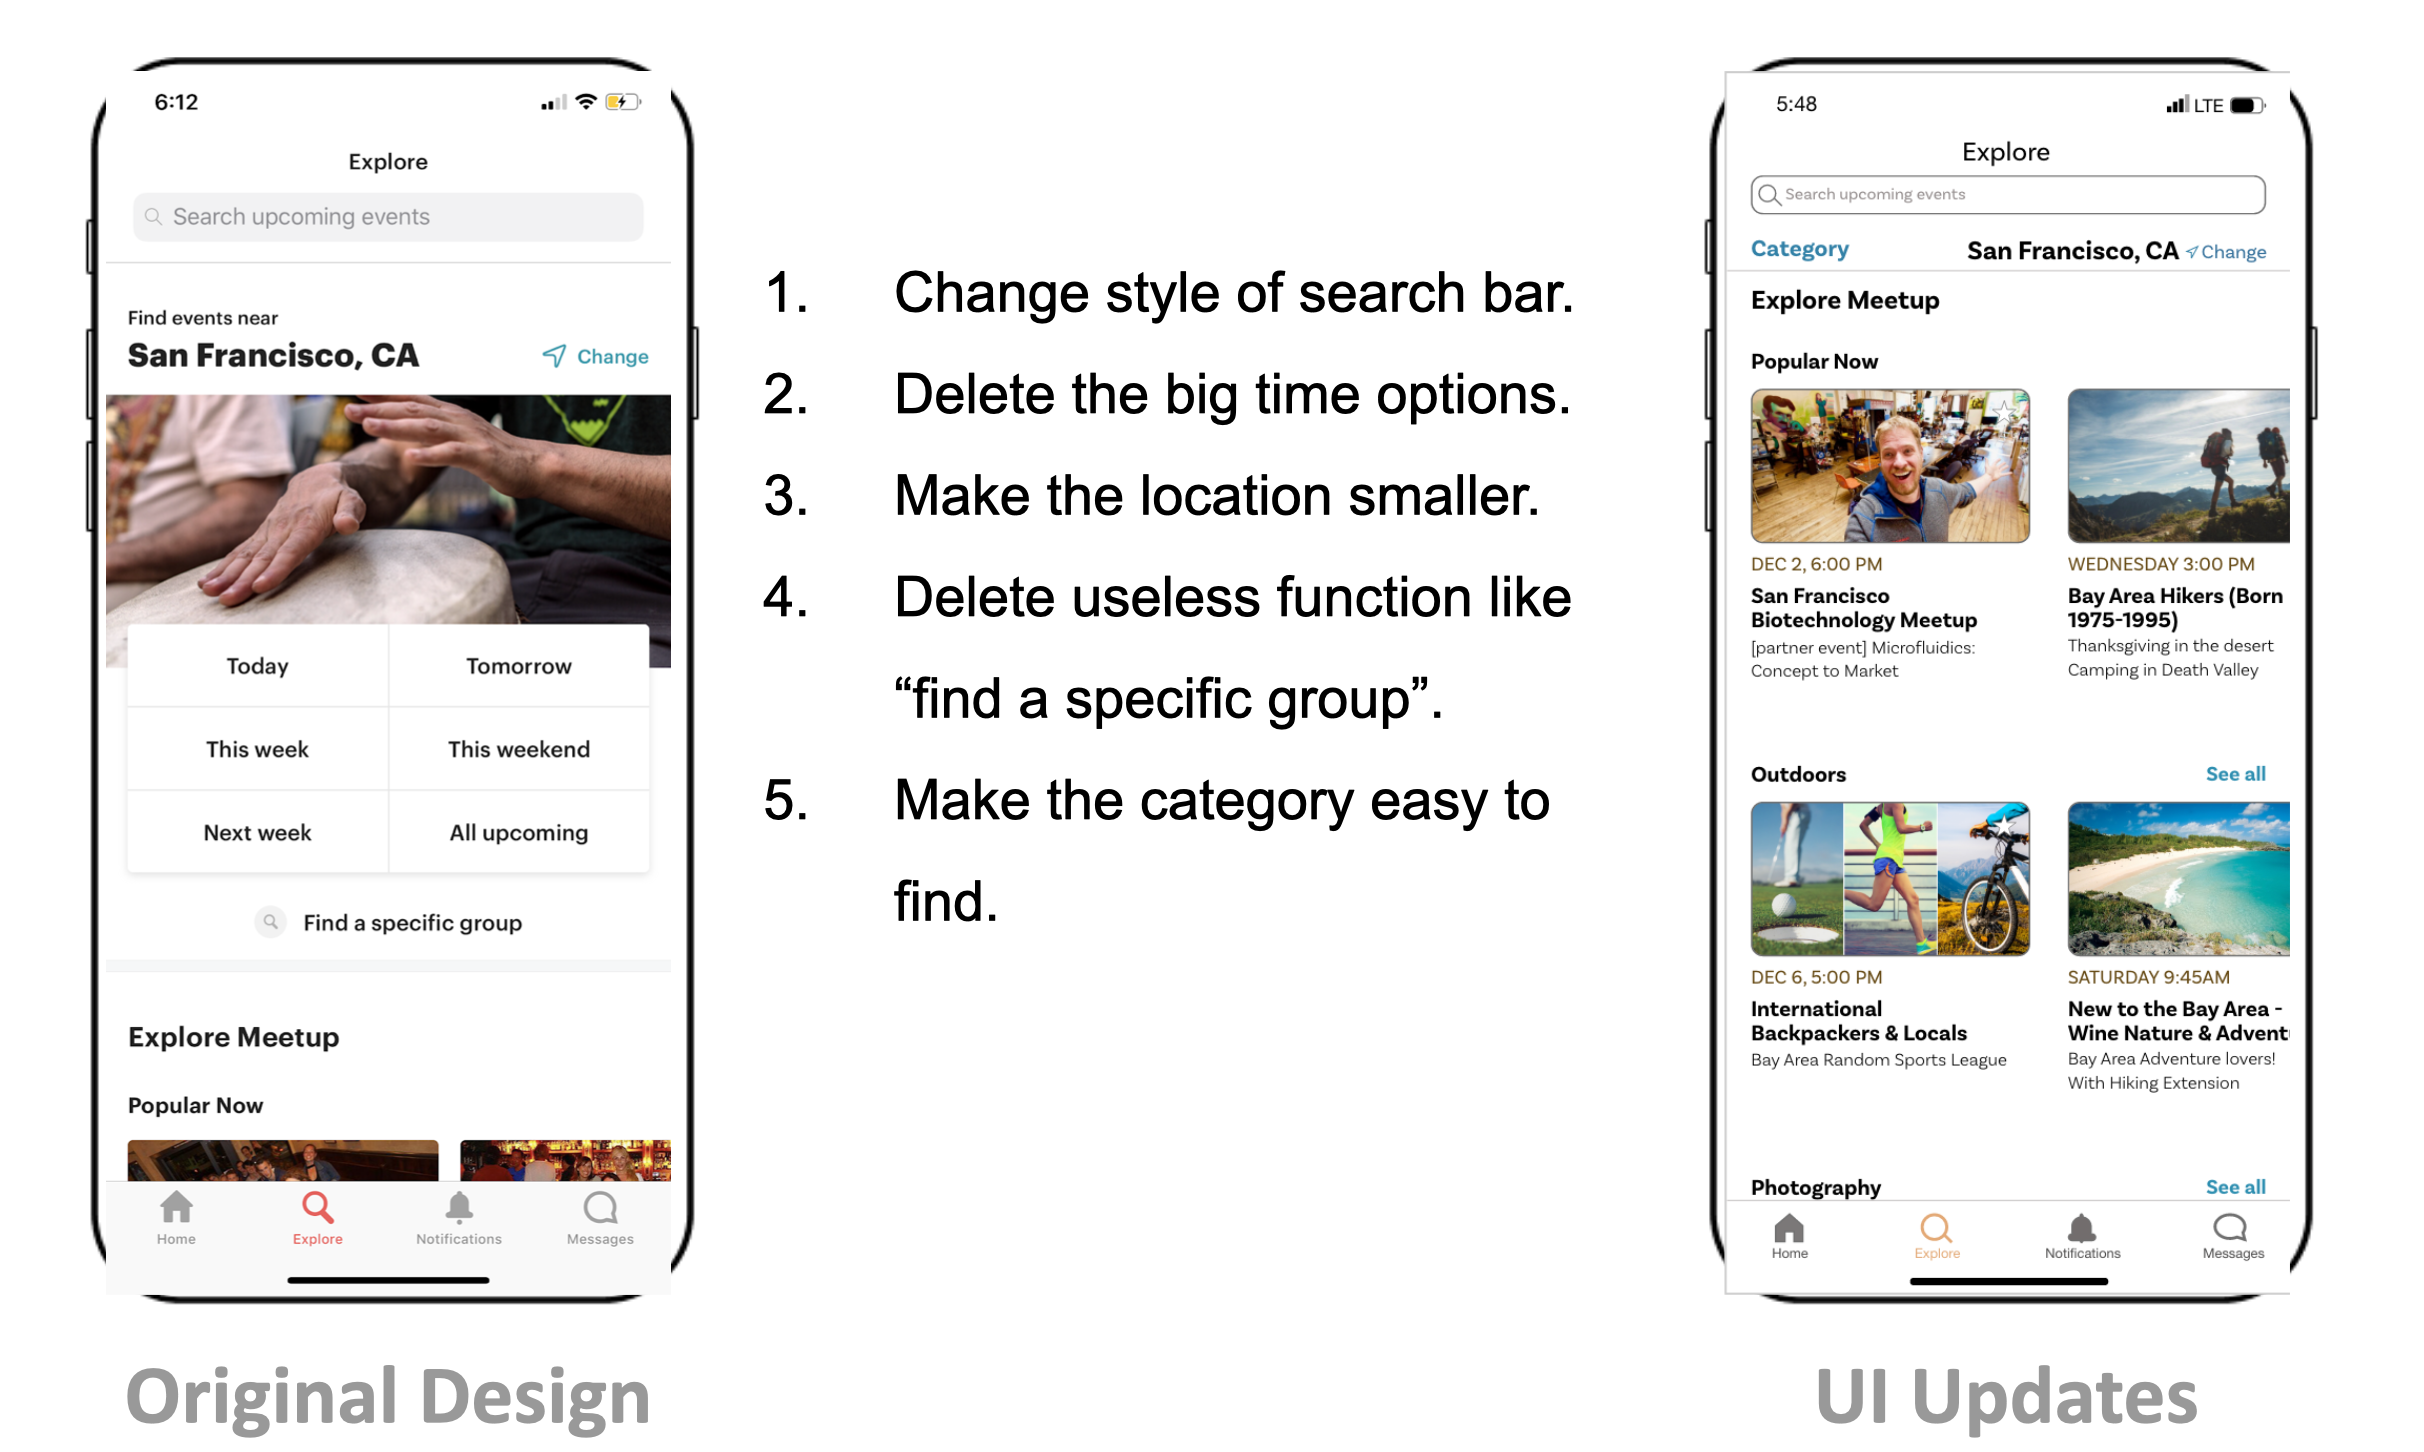 6:12
Explore
Search upcoming events
Find events near
San Francisco, CA
Change
Today
Tomorrow
This week
This weekend
Next week
All upcoming
Find a specific group
Explore Meetup
Popular Now
Home
Explore
Notifications
Messages
Original Design
1. Change style of search bar.
2. Delete the big time options.
3. Make the location smaller.
4. Delete useless function like
“find a specific group”.
5. Make the category easy to
find.
5:48
LTE
Explore
Search upcoming events
Category
San Francisco, CA
Change
Explore Meetup
Popular Now
DEC 2, 6:00 PM
San Francisco
Biotechnology Meetup
[partner event] Microfluidics:
Concept to Market
WEDNESDAY 3:00 PM
Bay Area Hikers (Born
1975-1995)
Thanksgiving in the desert
Camping in Death Valley
Outdoors
See all
DEC 6, 5:00 PM
International
Backpackers & Locals
Bay Area Random Sports League
SATURDAY 9:45AM
New to the Bay Area -
Wine Nature & Advent
Bay Area Adventure lovers!
With Hiking Extension
Photography
See all
Home
Explore
Notifications
Messages
UI Updates